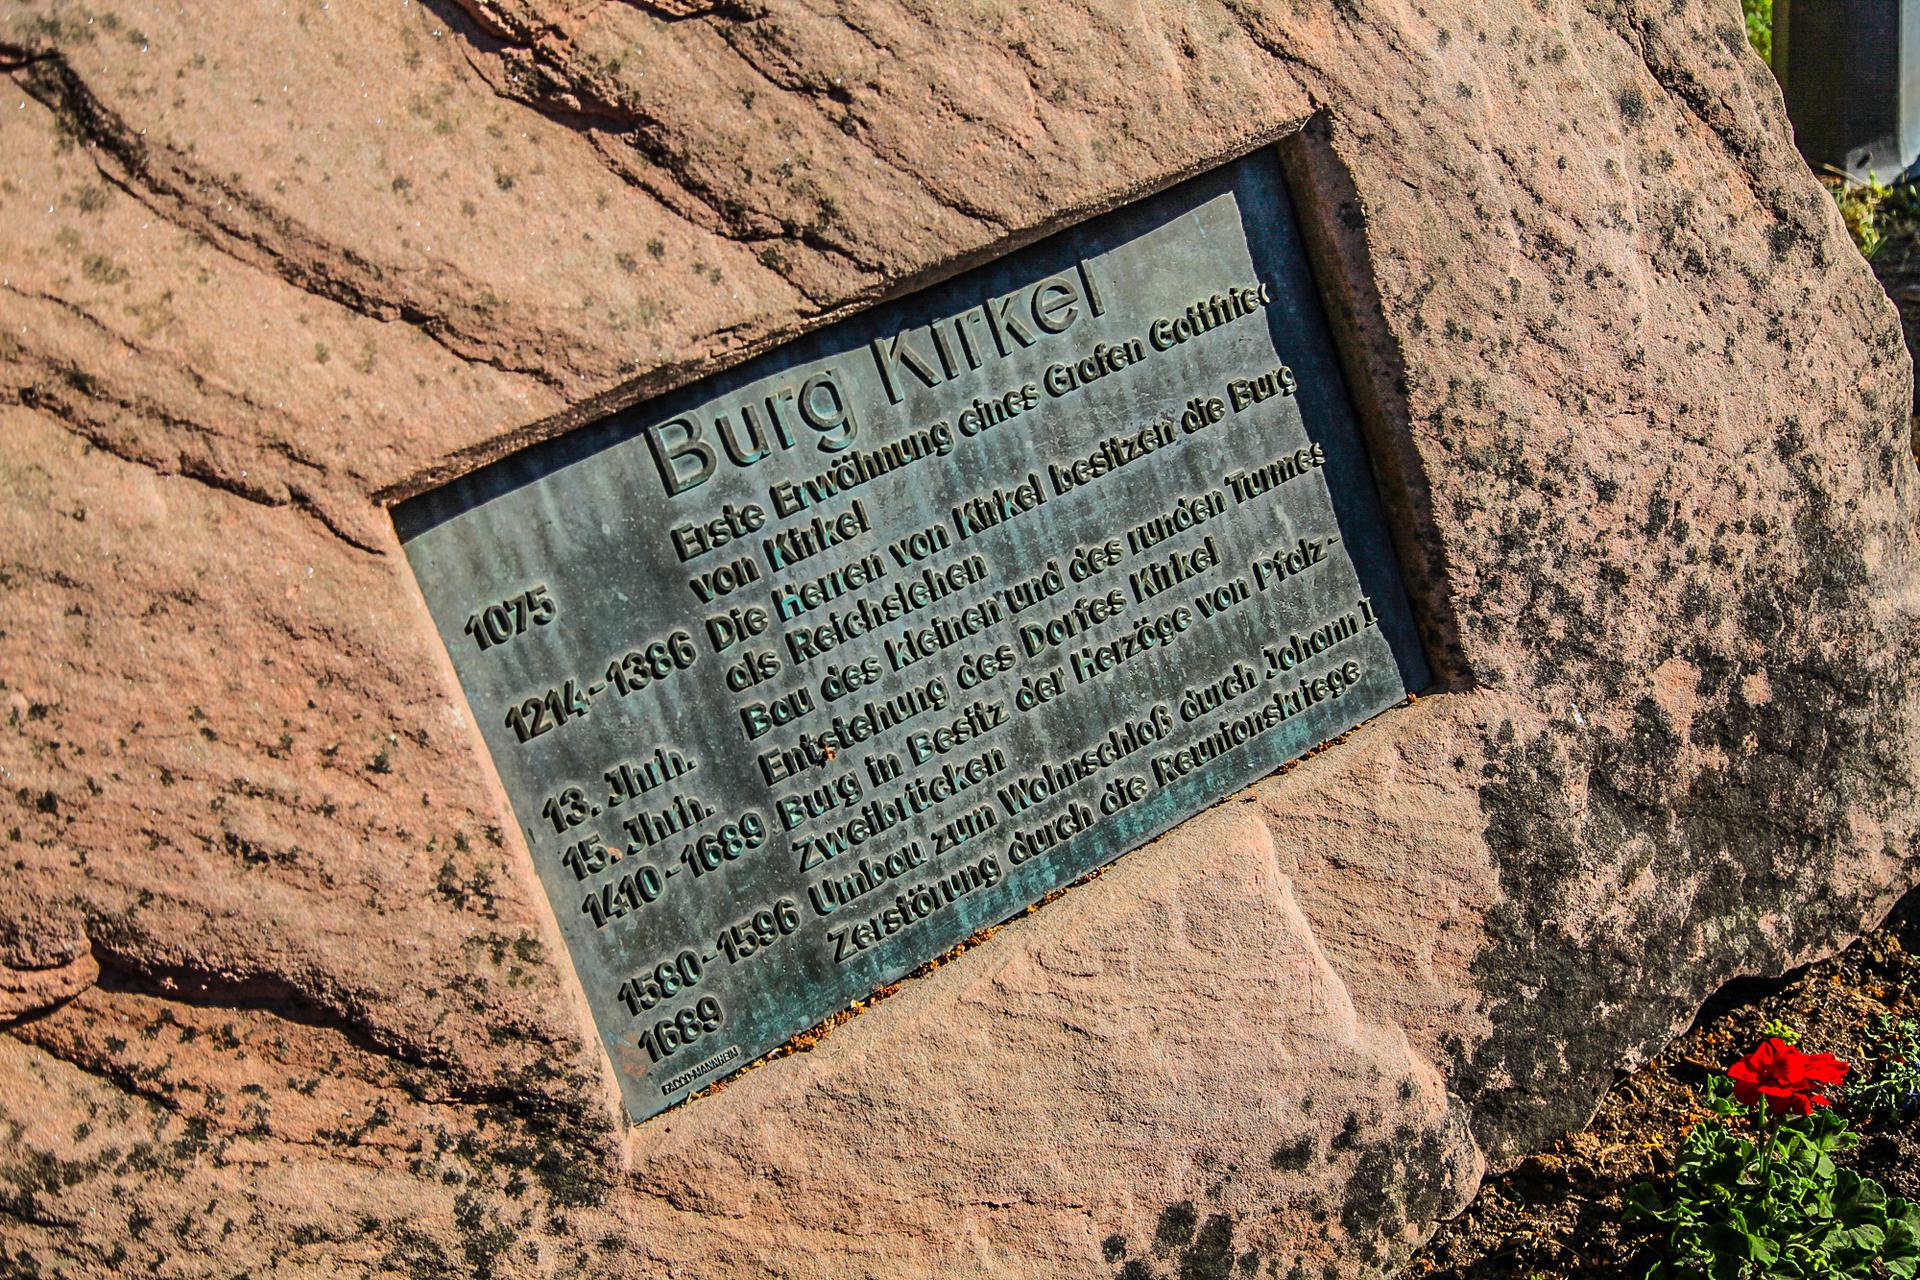 Burg Kirkel
1075 Erste Erwähnung eines Grafen Gottfried
von Kirkel
1214-1386 Die Herren von Kirkel besitzen die Burg
als Reichslehen
13. Jhrh. Bau des kleinen und des runden Turmes
15. Jhrh. Entstehung des Dorfes Kirkel
1410-1689 Burg in Besitz der Herzöge von Pfalz-
Zweibrücken
1580-1596 Umbau zum Wohnschloß durch Johann I
1689 Zerstörung durch die Reunionskriege
FACCO-MANNHEIM